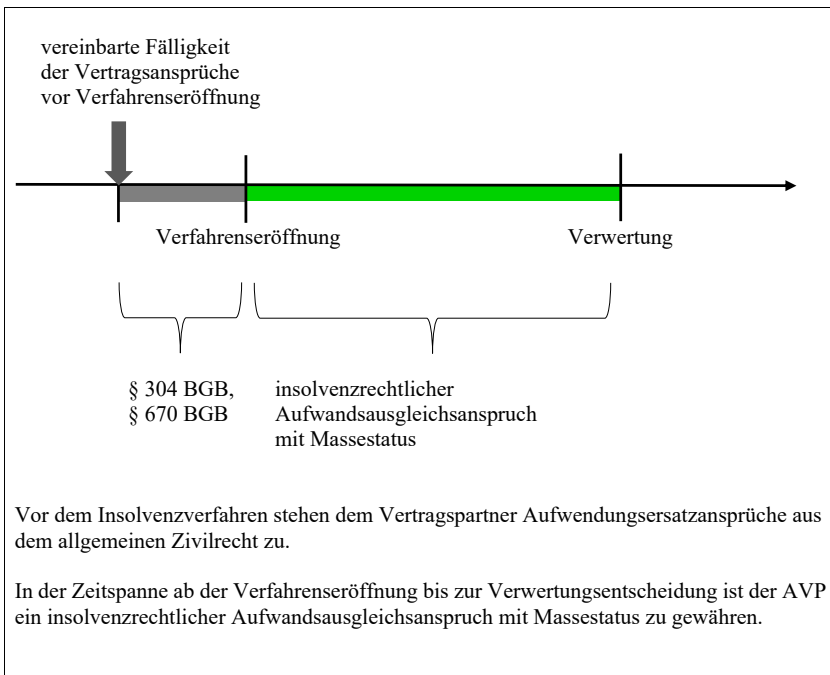 vereinbarte Fälligkeit
der Vertragsansprüche
vor Verfahrenseröffnung
Verfahrenseröffnung
Verwertung
§ 304 BGB,
§ 670 BGB
insolvenzrechtlicher
Aufwandsausgleichsanspruch
mit Massestatus
Vor dem Insolvenzverfahren stehen dem Vertragspartner Aufwendungsersatzansprüche aus
dem allgemeinen Zivilrecht zu.
In der Zeitspanne ab der Verfahrenseröffnung bis zur Verwertungsentscheidung ist der AVP
ein insolvenzrechtlicher Aufwandsausgleichsanspruch mit Massestatus zu gewähren.